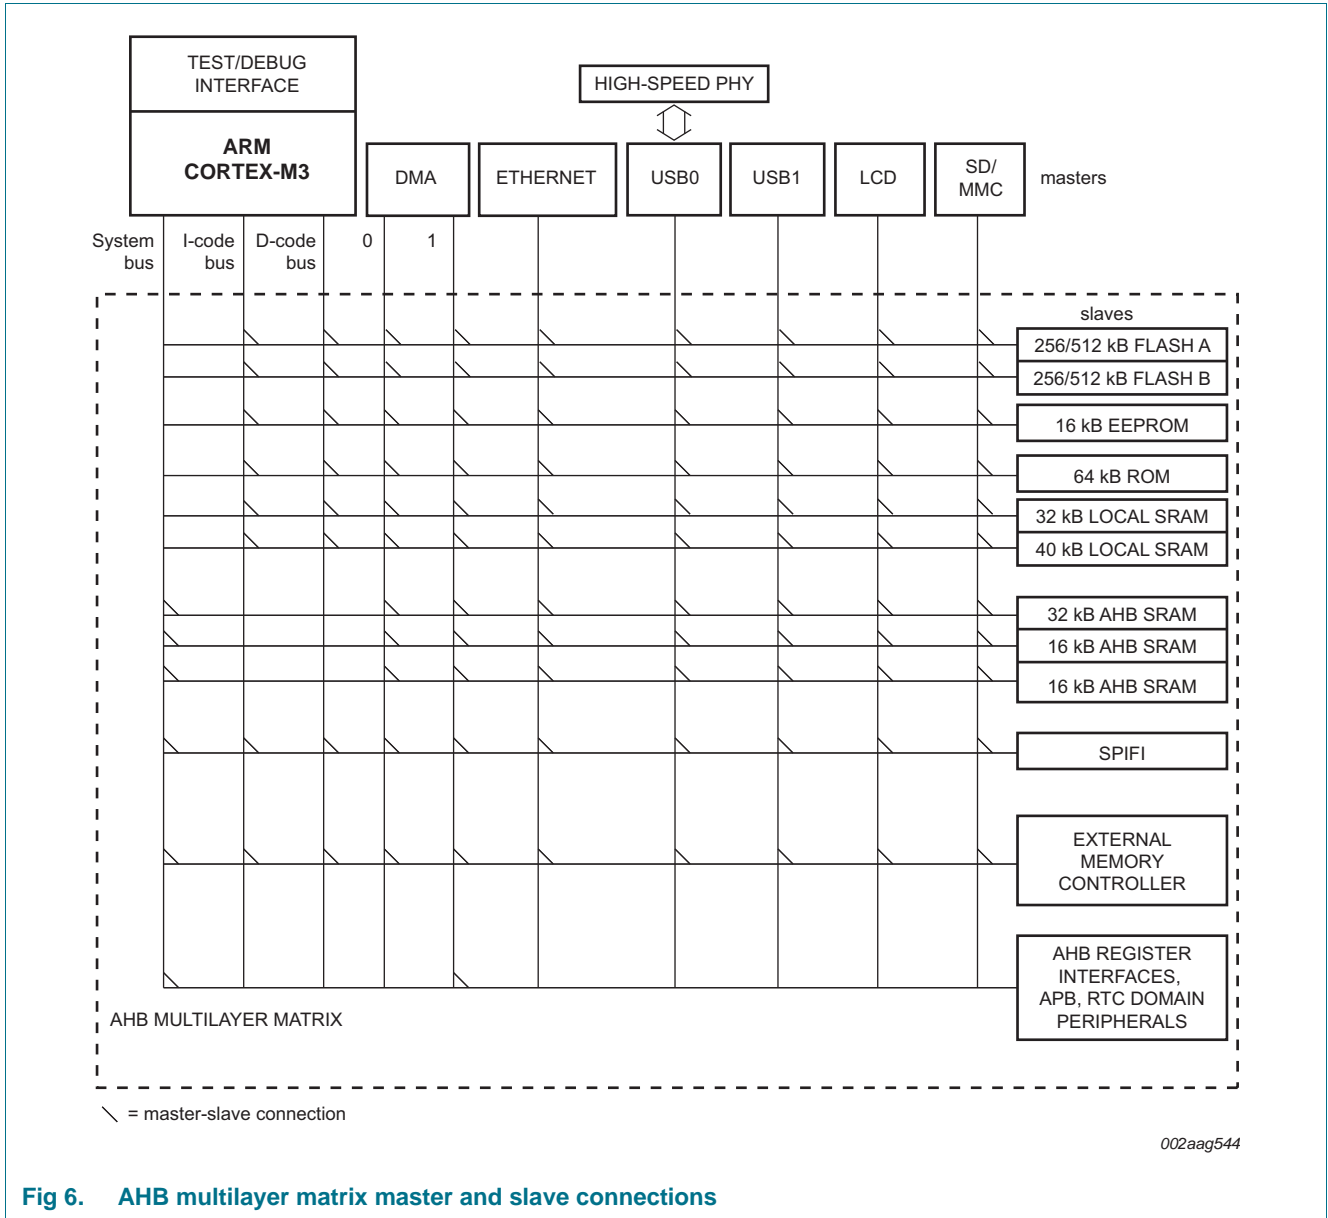 TEST/DEBUG
INTERFACE
ARM
CORTEX-M3
HIGH-SPEED PHY
DMA
ETHERNET
USB0
USB1
LCD
SD/
MMC
masters
System
bus
I-code
bus
D-code
bus
0
1
slaves
256/512 kB FLASH A
256/512 kB FLASH B
16 kB EEPROM
64 kB ROM
32 kB LOCAL SRAM
40 kB LOCAL SRAM
32 kB AHB SRAM
16 kB AHB SRAM
16 kB AHB SRAM
SPIFI
EXTERNAL
MEMORY
CONTROLLER
AHB REGISTER
INTERFACES,
APB, RTC DOMAIN
PERIPHERALS
AHB MULTILAYER MATRIX
= master-slave connection
002aag544
Fig 6. AHB multilayer matrix master and slave connections